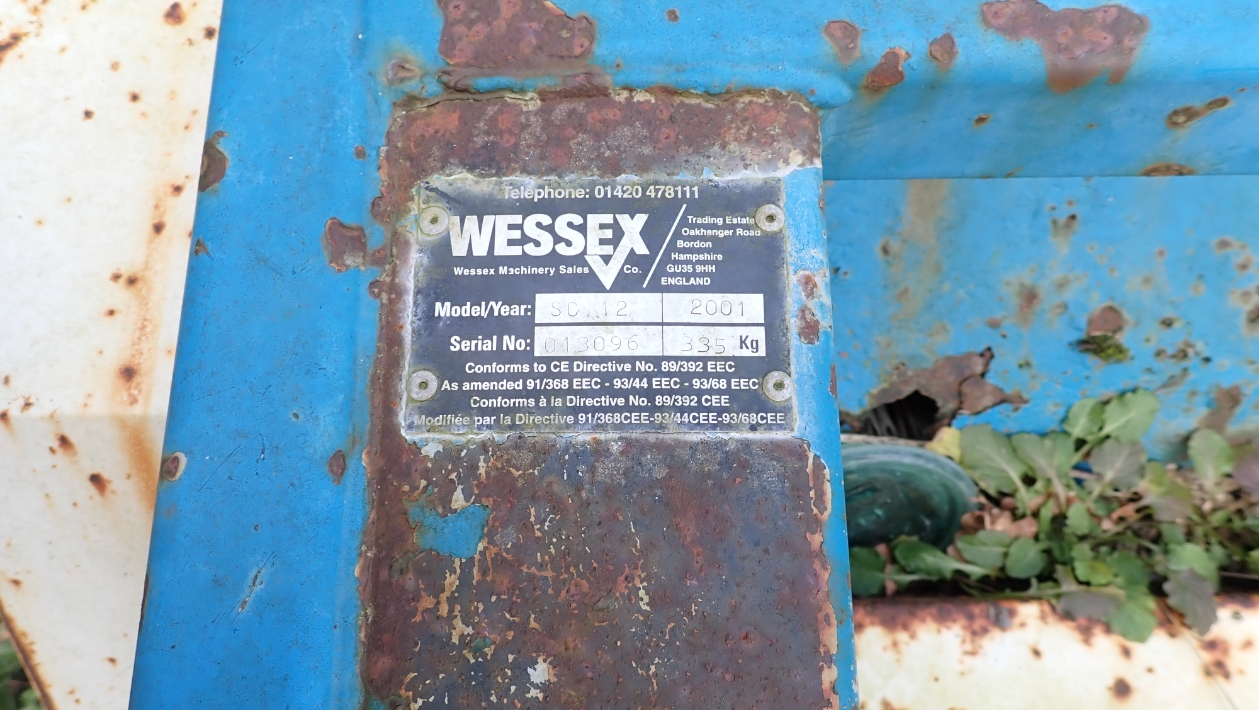 Telephone: 01420 478111
WESSEX
Wessex Machinery Sales Co.
Trading Estate
Oakhanger Road
Bordon
Hampshire
GU35 9HH
ENGLAND
Model/Year: SC 12 2001
Serial No: 013096 335 Kg
Conforms to CE Directive No. 89/392 EEC
As amended 91/368 EEC - 93/44 EEC - 93/68 EEC
Conforms à la Directive No. 89/392 CEE
Modifiée par la Directive 91/368CEE-93/44CEE-93/68CEE